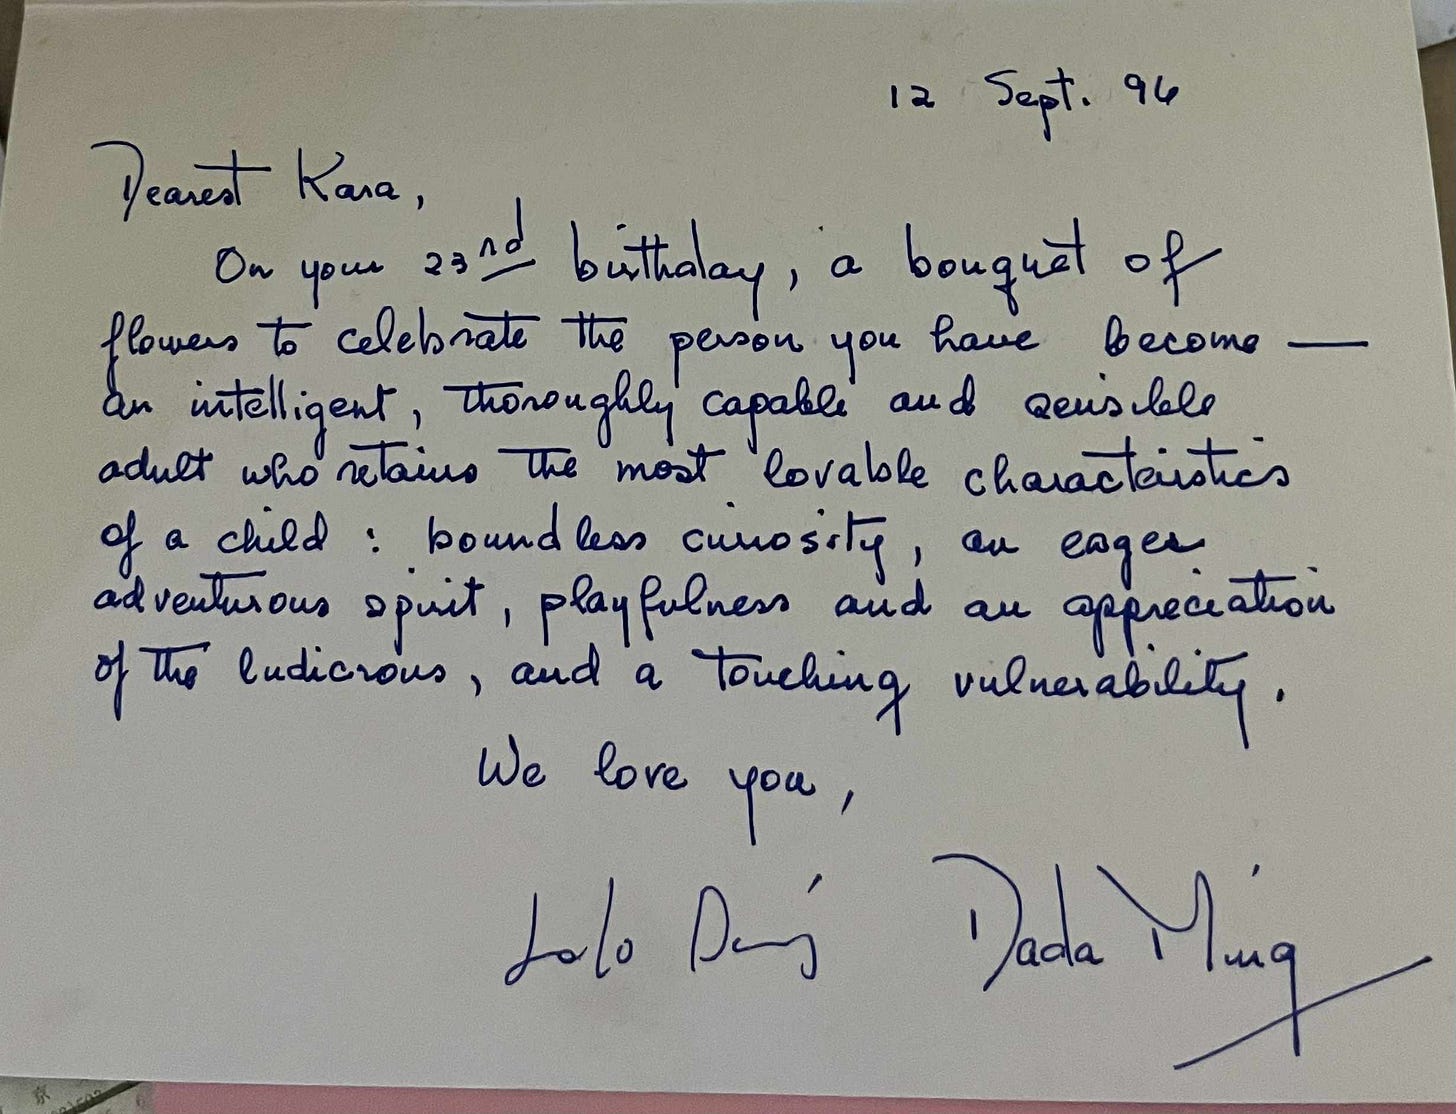 12 Sept. 96
Dearest Kara,
On your 23nd birthday, a bouquet of
flowers to celebrate the person you have become —
an intelligent, thoroughly capable and sensible
adult who retains the most lovable characteristics
of a child : boundless curiosity, an eager
adventurous spirit, playfulness and an appreciation
of the ludicrous, and a touching vulnerability.
We love you,
Lolo Dada Ming